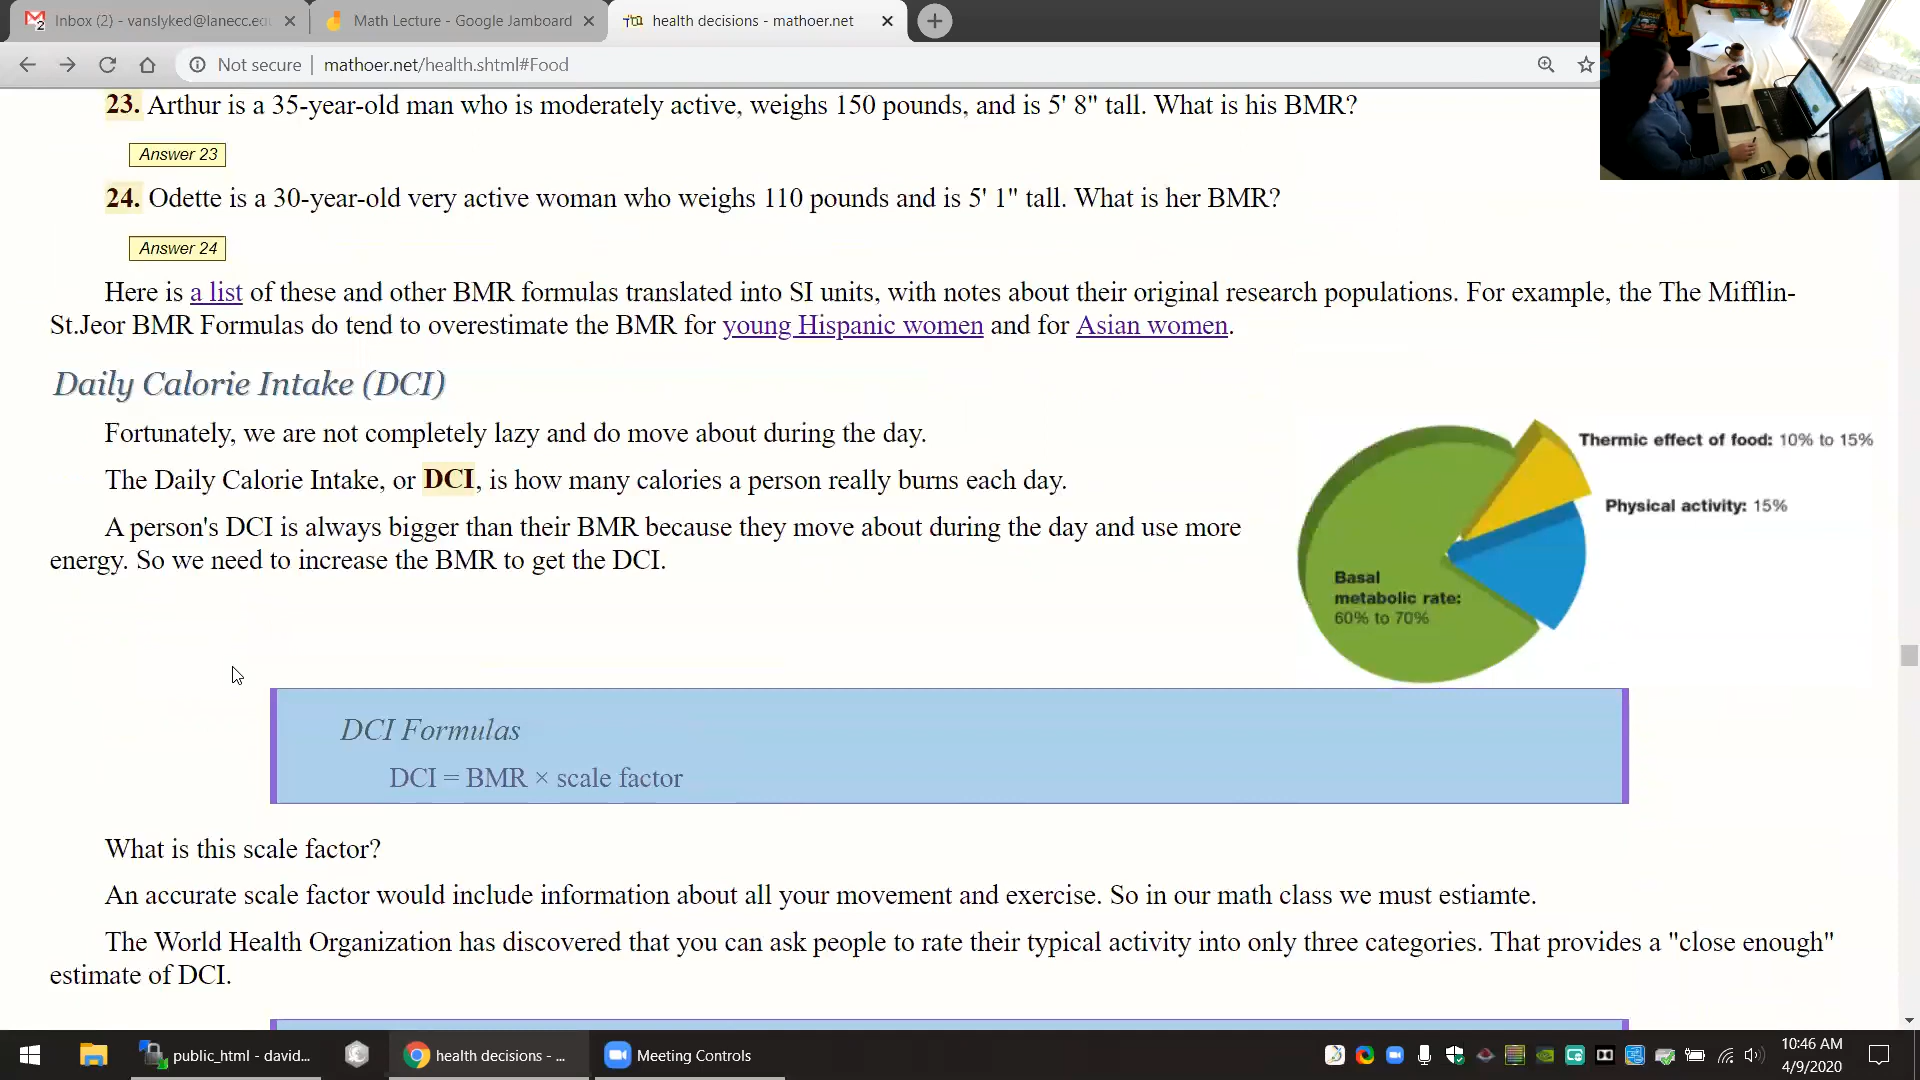 Inbox (2) - vanslyked@lanecc.edu
Math Lecture - Google Jamboard
health decisions - mathoer.net
Not secure | mathoer.net/health.shtml#Food
23. Arthur is a 35-year-old man who is moderately active, weighs 150 pounds, and is 5' 8" tall. What is his BMR?
Answer 23
24. Odette is a 30-year-old very active woman who weighs 110 pounds and is 5' 1" tall. What is her BMR?
Answer 24
Here is a list of these and other BMR formulas translated into SI units, with notes about their original research populations. For example, the The Mifflin-
St.Jeor BMR Formulas do tend to overestimate the BMR for young Hispanic women and for Asian women.
Daily Calorie Intake (DCI)
Fortunately, we are not completely lazy and do move about during the day.
The Daily Calorie Intake, or DCI, is how many calories a person really burns each day.
A person's DCI is always bigger than their BMR because they move about during the day and use more
energy. So we need to increase the BMR to get the DCI.
Thermic effect of food: 10% to 15%
Physical activity: 15%
Basal
metabolic rate:
60% to 70%
DCI Formulas
DCI = BMR × scale factor
What is this scale factor?
An accurate scale factor would include information about all your movement and exercise. So in our math class we must estiamte.
The World Health Organization has discovered that you can ask people to rate their typical activity into only three categories. That provides a "close enough"
estimate of DCI.
public_html - david...
health decisions - ...
Meeting Controls
10:46 AM
4/9/2020